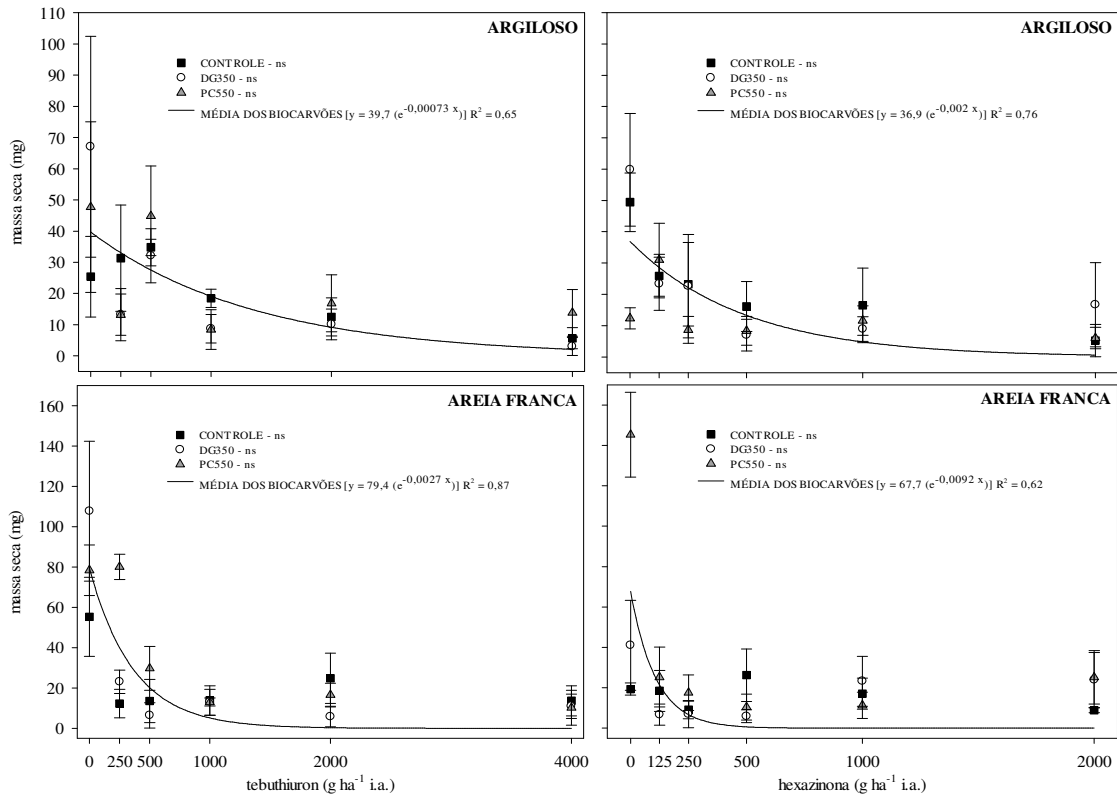 110
100
90
80
70
60
50
40
30
20
10
0
massa seca (mg)
ARGILOSO
CONTROLE - ns
DG350 - ns
PC550 - ns
MÉDIA DOS BIOCARVÕES [y = 39,7 (e^-0,00073 x)] R² = 0,65
ARGILOSO
CONTROLE - ns
DG350 - ns
PC550 - ns
MÉDIA DOS BIOCARVÕES [y = 36,9 (e^-0,002 x)] R² = 0,76
160
140
120
100
80
60
40
20
0
massa seca (mg)
AREIA FRANCA
CONTROLE - ns
DG350 - ns
PC550 - ns
MÉDIA DOS BIOCARVÕES [y = 79,4 (e^-0,0027 x)] R² = 0,87
0 250 500 1000 2000 4000
tebuthiuron (g ha⁻¹ i.a.)
AREIA FRANCA
CONTROLE - ns
DG350 - ns
PC550 - ns
MÉDIA DOS BIOCARVÕES [y = 67,7 (e^-0,0092 x)] R² = 0,62
0 125 250 500 1000 2000
hexazinona (g ha⁻¹ i.a.)